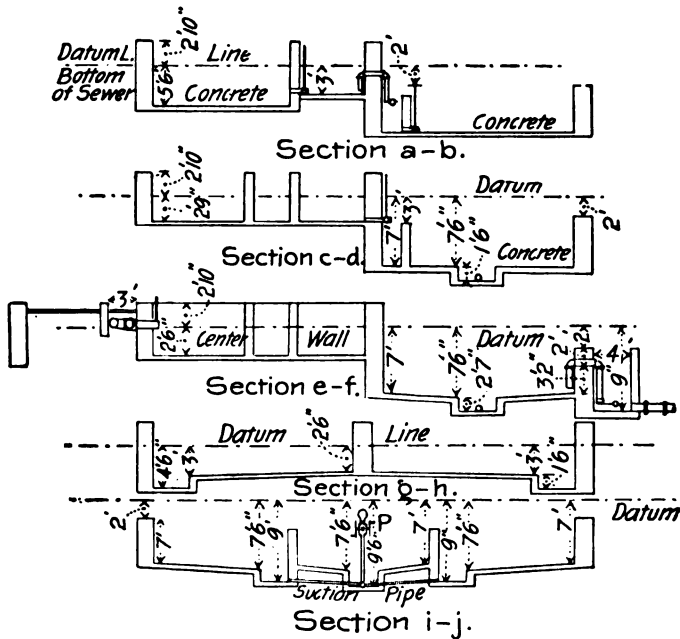 2'10"
Datum L. Line 2'
Bottom of Sewer 5'6" Concrete 3' Concrete
Section a-b.
2'10" Datum
2'9" 7' 3' 7'6" 1'6" 2'
Section c-d. Concrete
3' 2'10"
2'6" Center Wall 7' 7'6" Datum 2' 2' 4'
2'7" 3'2" 9'
Section e-f.
Datum 2'6" Line
4'6" 3' 3' 1'6"
Section g-h.
Datum
2' 7' 7'6" 9' 7'6" P 9'6" 7' 9' 7'6" 7'
Suction Pipe
Section i-j.